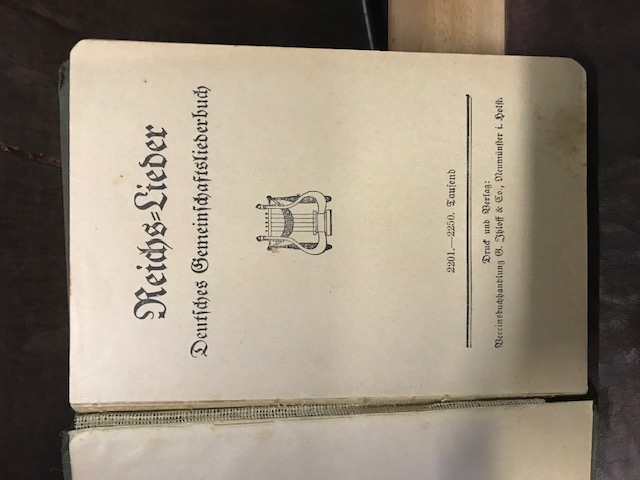 Reichs=Lieder
Deutsches Gemeinschaftsliederbuch
2201.—2250. Tausend
Druck und Verlag:
Vereinsbuchhandlung G. Ihloff & Co., Neumünster i. Holst.